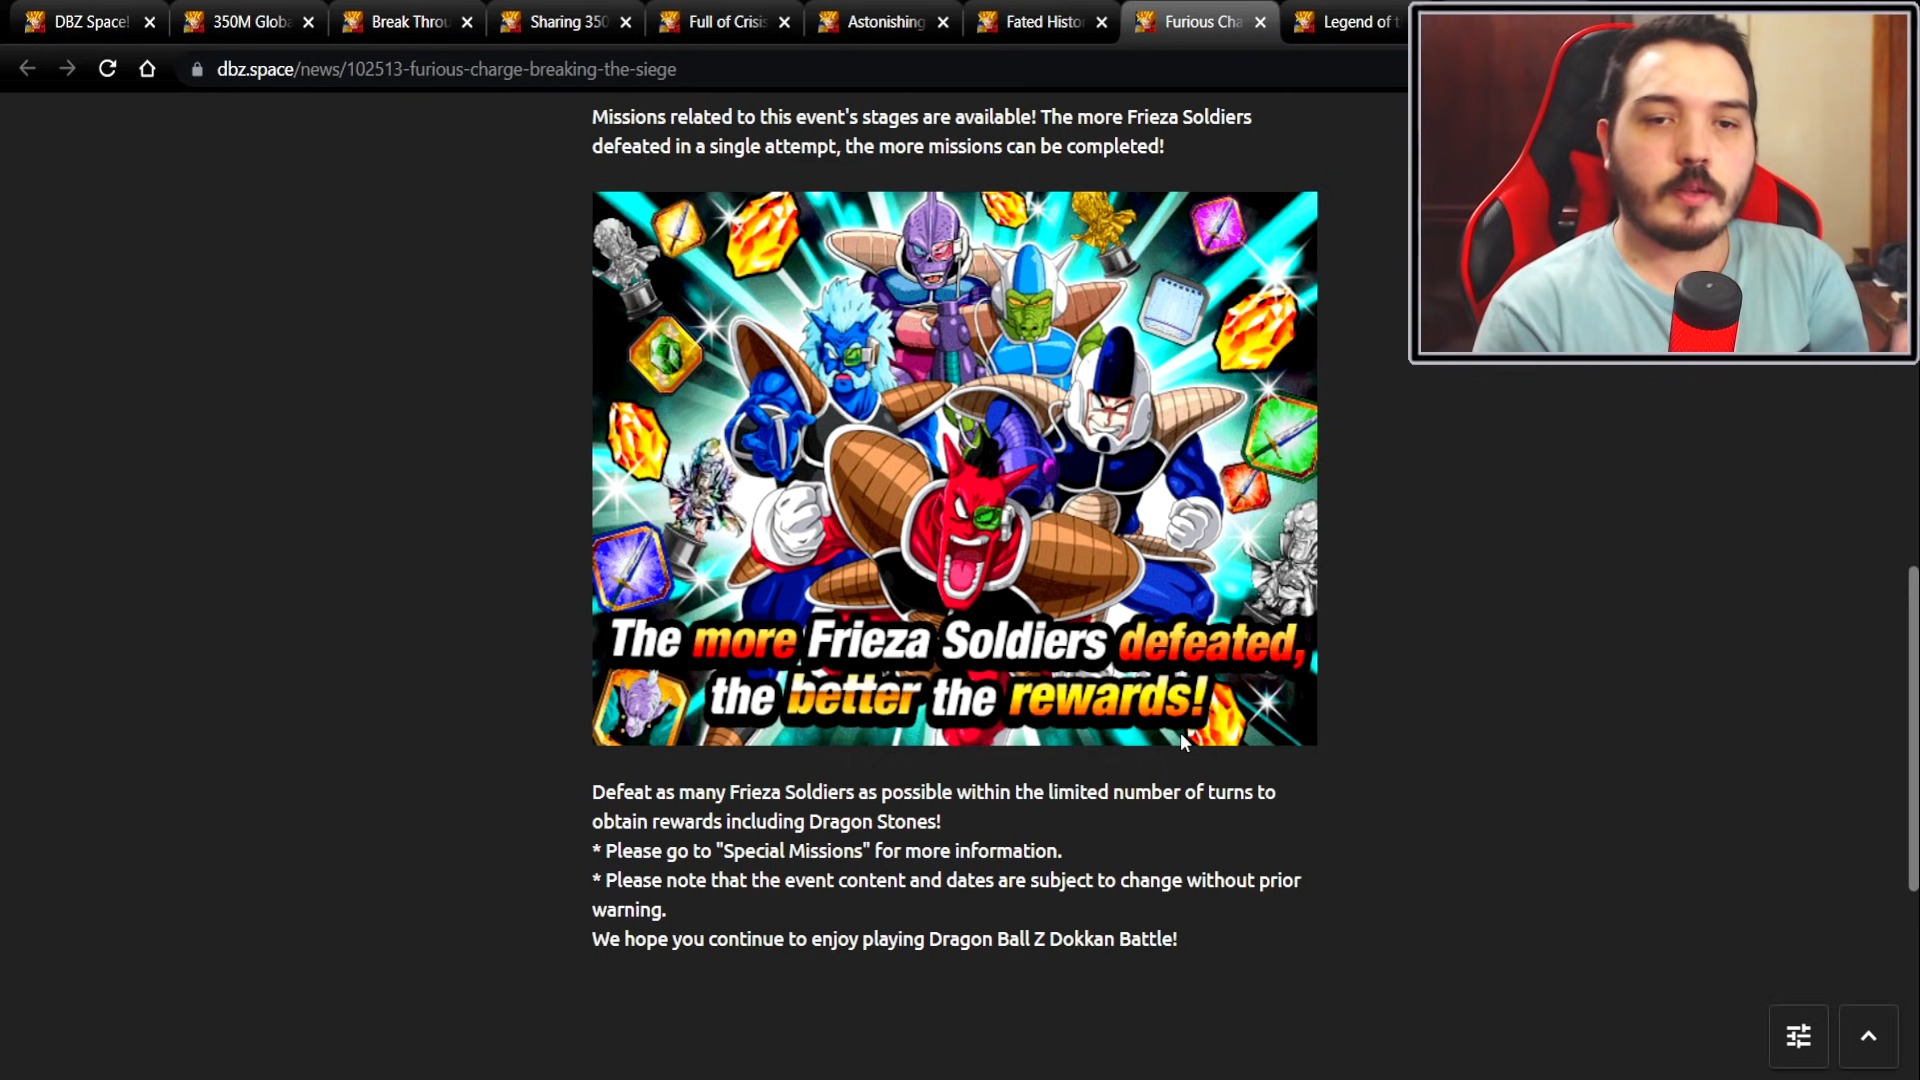 DBZ Space!
350M Globa
Break Throu
Sharing 350
Full of Crisis
Astonishing
Fated Histo
Furious Cha
Legend of t
dbz.space/news/102513-furious-charge-breaking-the-siege
Missions related to this event's stages are available! The more Frieza Soldiers
defeated in a single attempt, the more missions can be completed!
The more Frieza Soldiers defeated,
the better the rewards!
Defeat as many Frieza Soldiers as possible within the limited number of turns to
obtain rewards including Dragon Stones!
* Please go to "Special Missions" for more information.
* Please note that the event content and dates are subject to change without prior
warning.
We hope you continue to enjoy playing Dragon Ball Z Dokkan Battle!